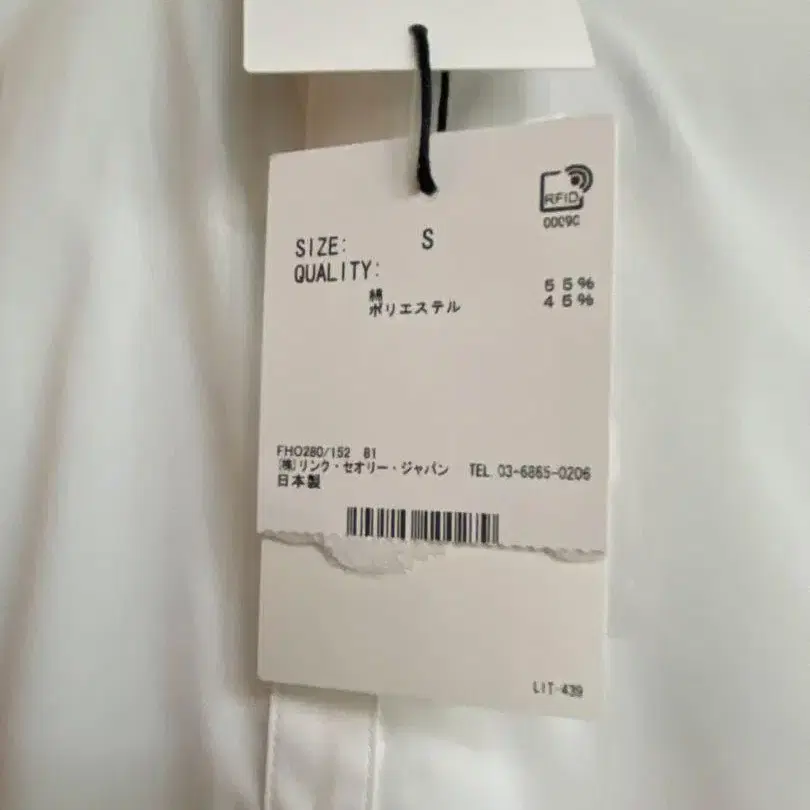 RFID
0009C
SIZE: S
QUALITY:
綿 55%
ポリエステル 45%
FHO280/152 81
(株)リンク・セオリー・ジャパン TEL 03-6865-0206
日本製
LIT-439